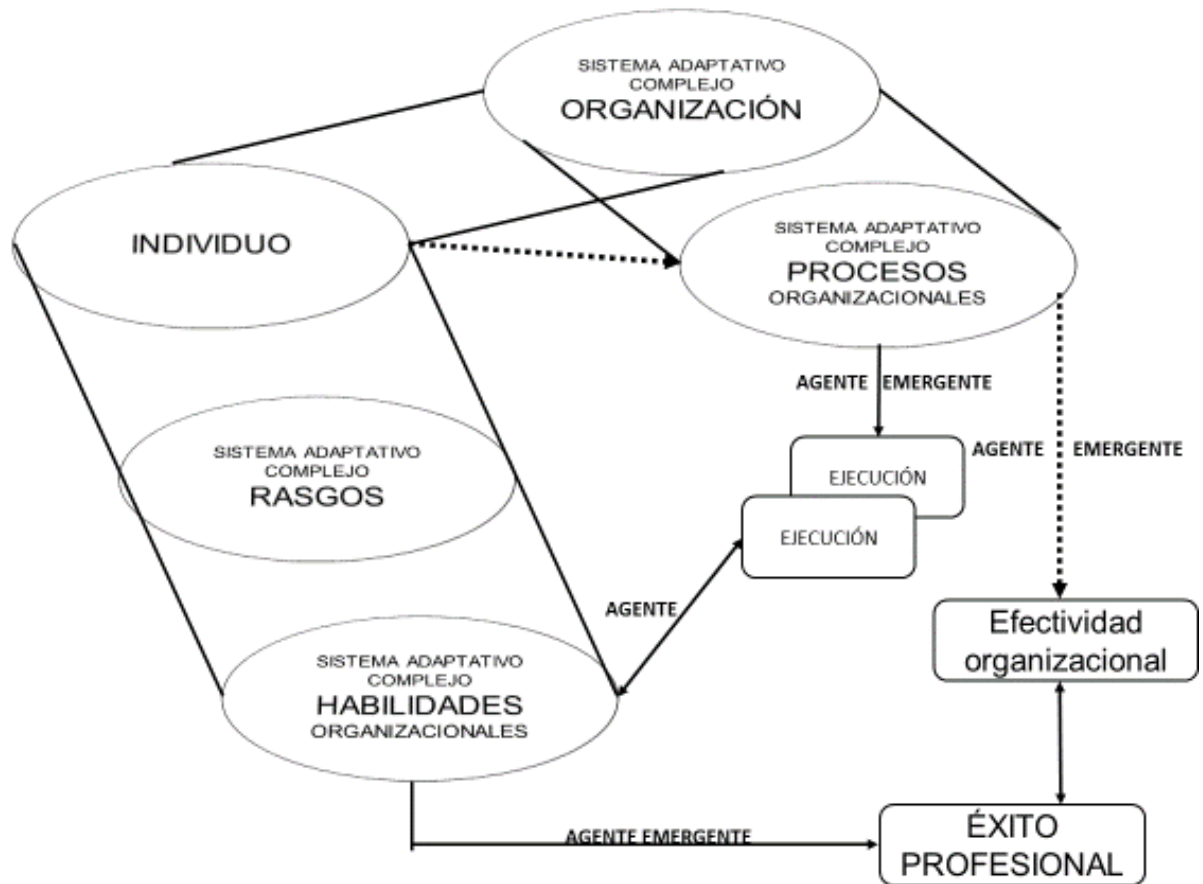 SISTEMA ADAPTATIVO
COMPLEJO
ORGANIZACIÓN
INDIVIDUO
SISTEMA ADAPTATIVO
COMPLEJO
PROCESOS
ORGANIZACIONALES
AGENTE EMERGENTE
SISTEMA ADAPTATIVO
COMPLEJO
RASGOS
EJECUCIÓN
AGENTE EMERGENTE
EJECUCIÓN
AGENTE
SISTEMA ADAPTATIVO
COMPLEJO
HABILIDADES
ORGANIZACIONALES
Efectividad
organizacional
AGENTE EMERGENTE
ÉXITO
PROFESIONAL